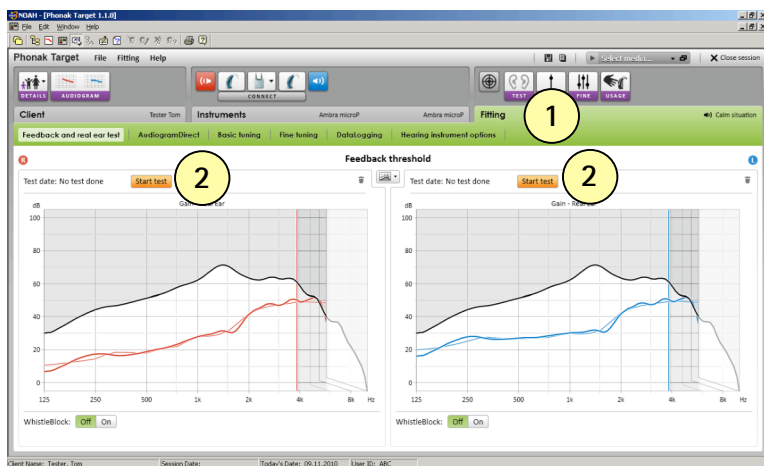 NOAH - [Phonak Target 1.1.0]
File Edit Window Help
Phonak Target File Fitting Help
Select media... Close session
DETAILS AUDIOGRAM CONNECT TEST FINE USAGE
Client Tester Tom Instruments Ambra microP Ambra microP Fitting 1 Calm situation
Feedback and real ear test AudiogramDirect Basic tuning Fine tuning DataLogging Hearing instrument options
R Feedback threshold L
Test date: No test done Start test 2 Test date: No test done Start test 2
dB Ear dB Gain - Real Ear
100 100
80 80
60 60
40 40
20 20
0 0
125 250 500 1k 2k 4k 8k Hz 125 250 500 1k 2k 4k 8k Hz
WhistleBlock: Off On WhistleBlock: Off On
Client Name: Tester, Tom Session Date: Today's Date: 09.11.2010 User ID: ABC